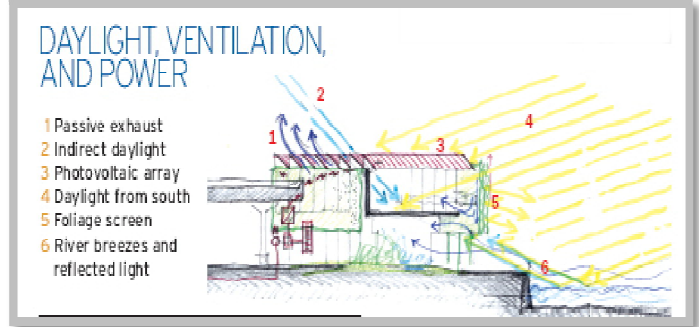 DAYLIGHT, VENTILATION,
AND POWER
1 Passive exhaust
2 Indirect daylight
3 Photovoltaic array
4 Daylight from south
5 Foliage screen
6 River breezes and
reflected light
1
2
3
4
5
6